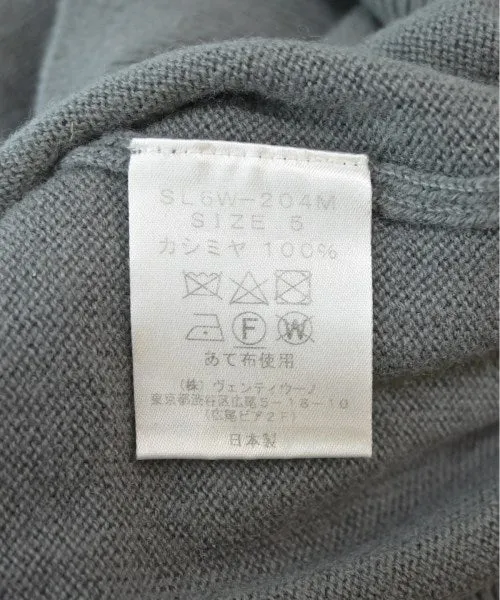 SL6W-204M
SIZE 5
カシミヤ 100%
F W
あて布使用
(株) ヴェンティウーノ
東京都渋谷区広尾5-16-10
(広尾ピア2F)
日本製